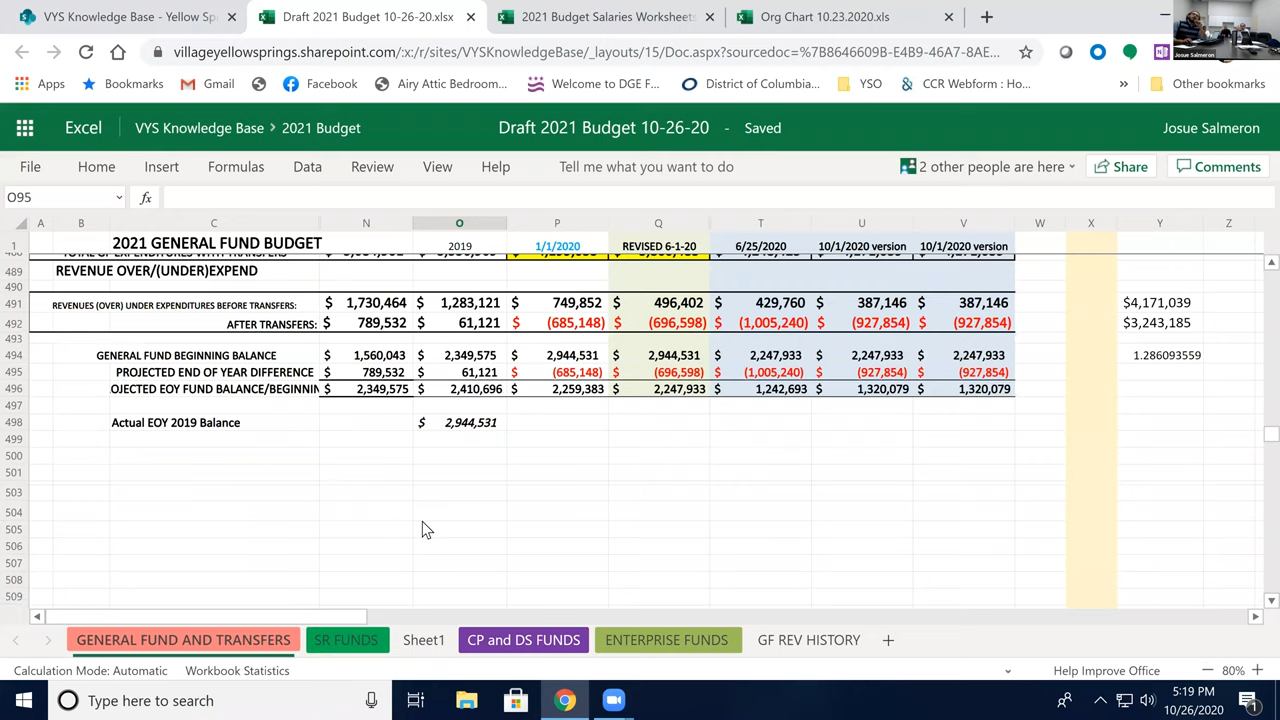 VYS Knowledge Base - Yellow Sp
Draft 2021 Budget 10-26-20.xlsx
2021 Budget Salaries Worksheets
Org Chart 10.23.2020.xls
villageyellowsprings.sharepoint.com/:x:/r/sites/VYSKnowledgeBase/_layouts/15/Doc.aspx?sourcedoc=%7B8646609B-E4B9-46A7-8AE...
Josue Salmeron
Apps Bookmarks Gmail Facebook Airy Attic Bedroom... Welcome to DGE F... District of Columbia... YSO CCR Webform : Ho... » Other bookmarks
Excel VYS Knowledge Base > 2021 Budget Draft 2021 Budget 10-26-20 - Saved Josue Salmeron
File Home Insert Formulas Data Review View Help Tell me what you want to do 2 other people are here Share Comments
O95 fx
A B C N O P Q T U V W X Y Z
1 2021 GENERAL FUND BUDGET 2019 1/1/2020 REVISED 6-1-20 6/25/2020 10/1/2020 version 10/1/2020 version
489 REVENUE OVER/(UNDER)EXPEND
490
491 REVENUES (OVER) UNDER EXPENDITURES BEFORE TRANSFERS: $ 1,730,464 $ 1,283,121 $ 749,852 $ 496,402 $ 429,760 $ 387,146 $ 387,146 $4,171,039
492 AFTER TRANSFERS: $ 789,532 $ 61,121 $ (685,148) $ (696,598) $ (1,005,240) $ (927,854) $ (927,854) $3,243,185
493
494 GENERAL FUND BEGINNING BALANCE $ 1,560,043 $ 2,349,575 $ 2,944,531 $ 2,944,531 $ 2,247,933 $ 2,247,933 $ 2,247,933 1.286093559
495 PROJECTED END OF YEAR DIFFERENCE $ 789,532 $ 61,121 $ (685,148) $ (696,598) $ (1,005,240) $ (927,854) $ (927,854)
496 OJECTED EOY FUND BALANCE/BEGINNIN $ 2,349,575 $ 2,410,696 $ 2,259,383 $ 2,247,933 $ 1,242,693 $ 1,320,079 $ 1,320,079
497
498 Actual EOY 2019 Balance $ 2,944,531
499
500
501
503
504
505
506
507
508
509
GENERAL FUND AND TRANSFERS SR FUNDS Sheet1 CP and DS FUNDS ENTERPRISE FUNDS GF REV HISTORY
Calculation Mode: Automatic Workbook Statistics Help Improve Office 80%
Type here to search
5:19 PM
10/26/2020
1